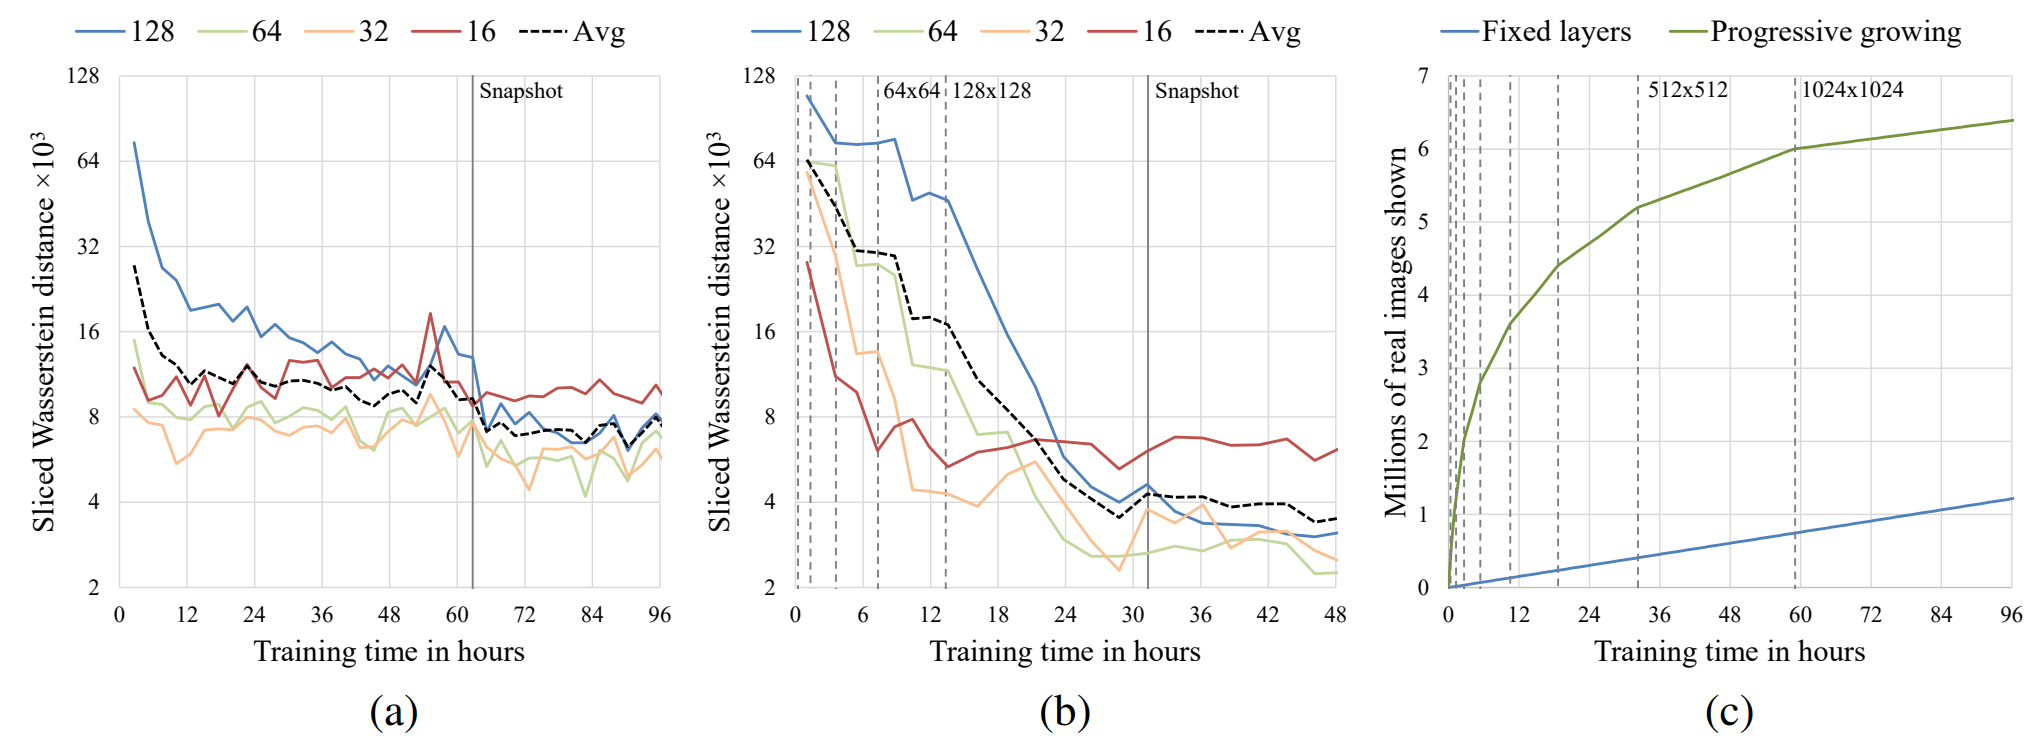 128 64 32 16 Avg
128
64
32
16
8
4
2
Sliced Wasserstein distance ×10³
Snapshot
0 12 24 36 48 60 72 84 96
Training time in hours
(a)
128 64 32 16 Avg
128
64
32
16
8
4
2
Sliced Wasserstein distance ×10³
64x64 128x128 Snapshot
0 6 12 18 24 30 36 42 48
Training time in hours
(b)
Fixed layers Progressive growing
7
6
5
4
3
2
1
0
Millions of real images shown
512x512 1024x1024
0 12 24 36 48 60 72 84 96
Training time in hours
(c)